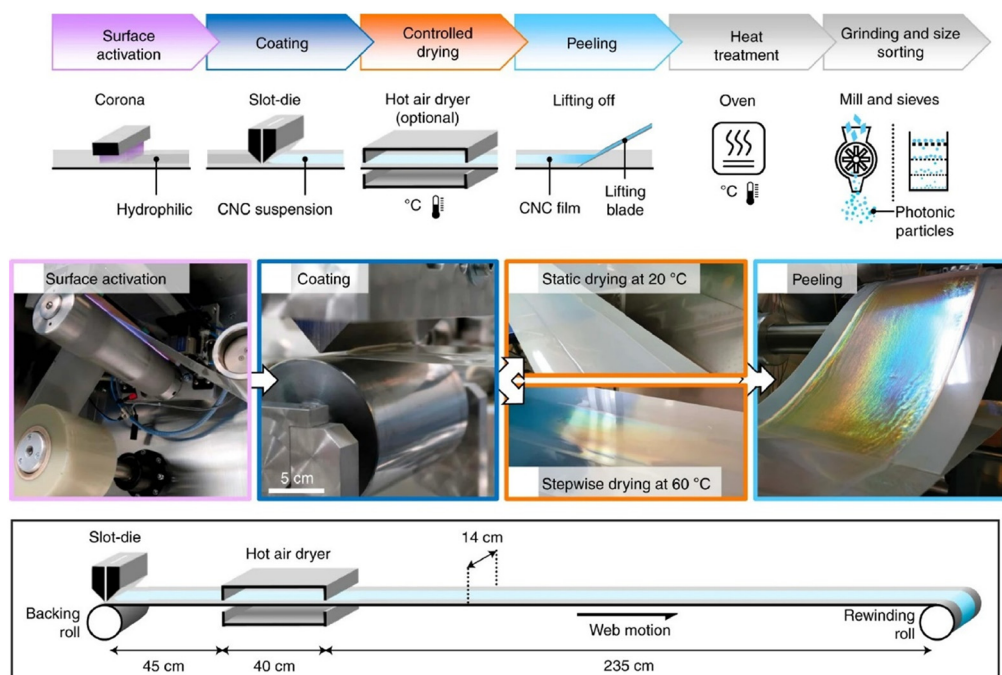 Surface
activation
Coating
Controlled
drying
Peeling
Heat
treatment
Grinding and size
sorting
Corona
Slot-die
Hot air dryer
(optional)
Lifting off
Oven
Mill and sieves
Hydrophilic
CNC suspension
°C
CNC film
Lifting
blade
°C
Photonic
particles
Surface activation
Coating
Static drying at 20 °C
Peeling
5 cm
Stepwise drying at 60 °C
Slot-die
Hot air dryer
14 cm
Backing
roll
Web motion
Rewinding
roll
45 cm
40 cm
235 cm